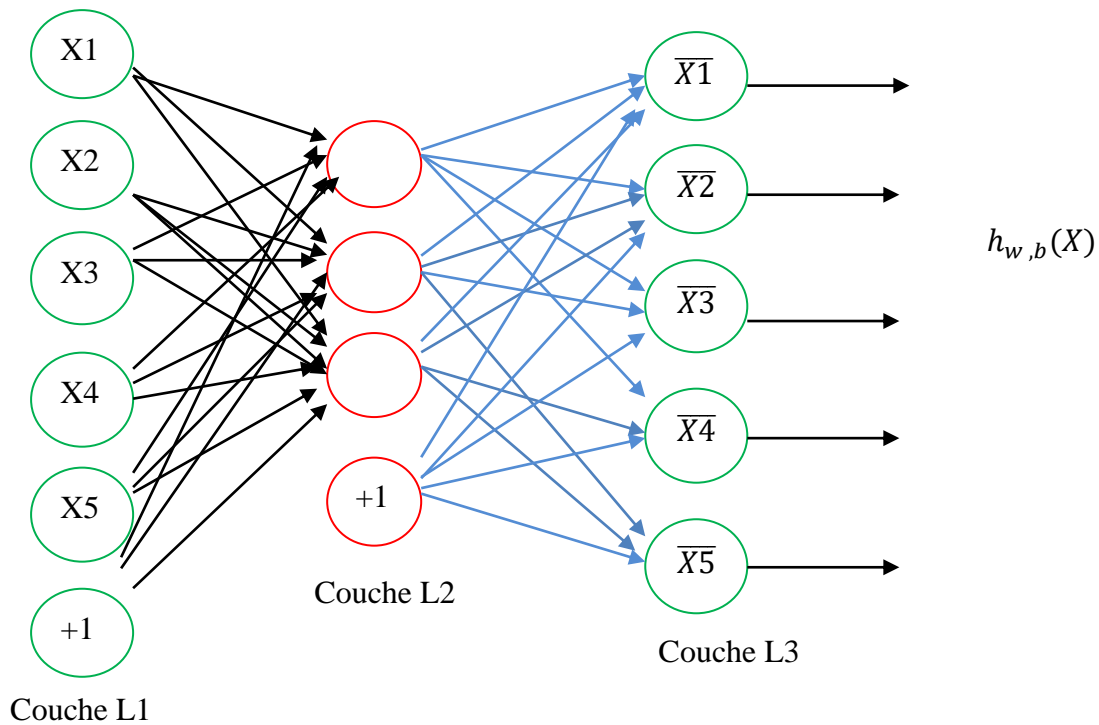 X1
X2
X3
X4
X5
+1
Couche L1
+1
Couche L2
X̅1̅
X̅2̅
X̅3̅
X̅4̅
X̅5̅
Couche L3
h_{w,b}(X)